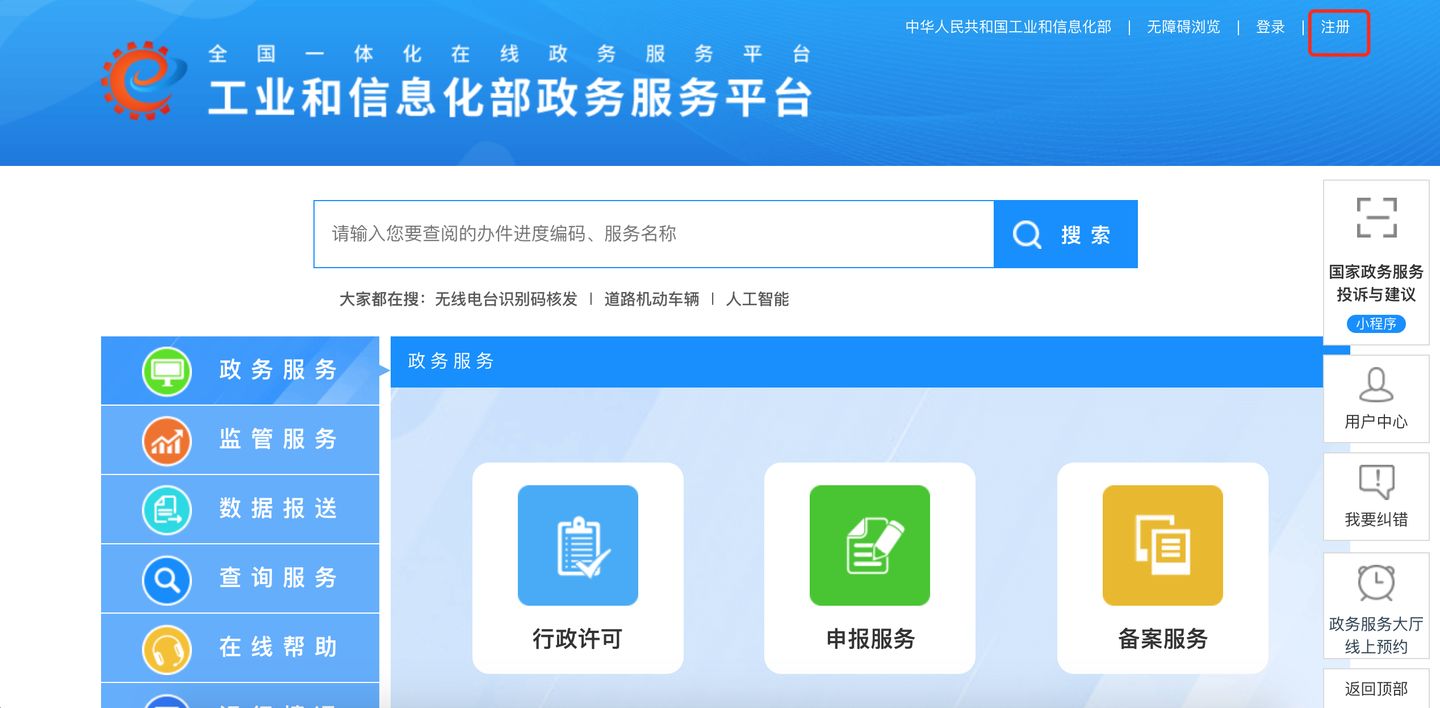 中华人民共和国工业和信息化部 | 无障碍浏览 | 登录 | 注册
全国一体化在线政务服务平台
工业和信息化部政务服务平台
请输入您要查阅的办件进度编码、服务名称
搜索
大家都在搜：无线电台识别码核发 | 道路机动车辆 | 人工智能
国家政务服务
投诉与建议
小程序
政务服务
监管服务
数据报送
查询服务
在线帮助
政务服务
行政许可
申报服务
备案服务
用户中心
我要纠错
政务服务大厅
线上预约
返回顶部